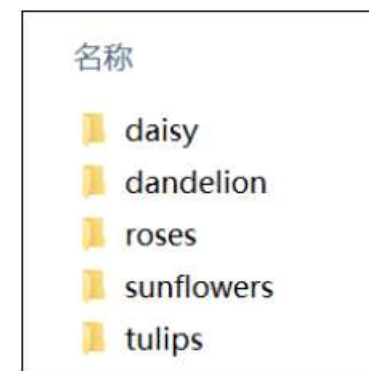 名称
daisy
dandelion
roses
sunflowers
tulips